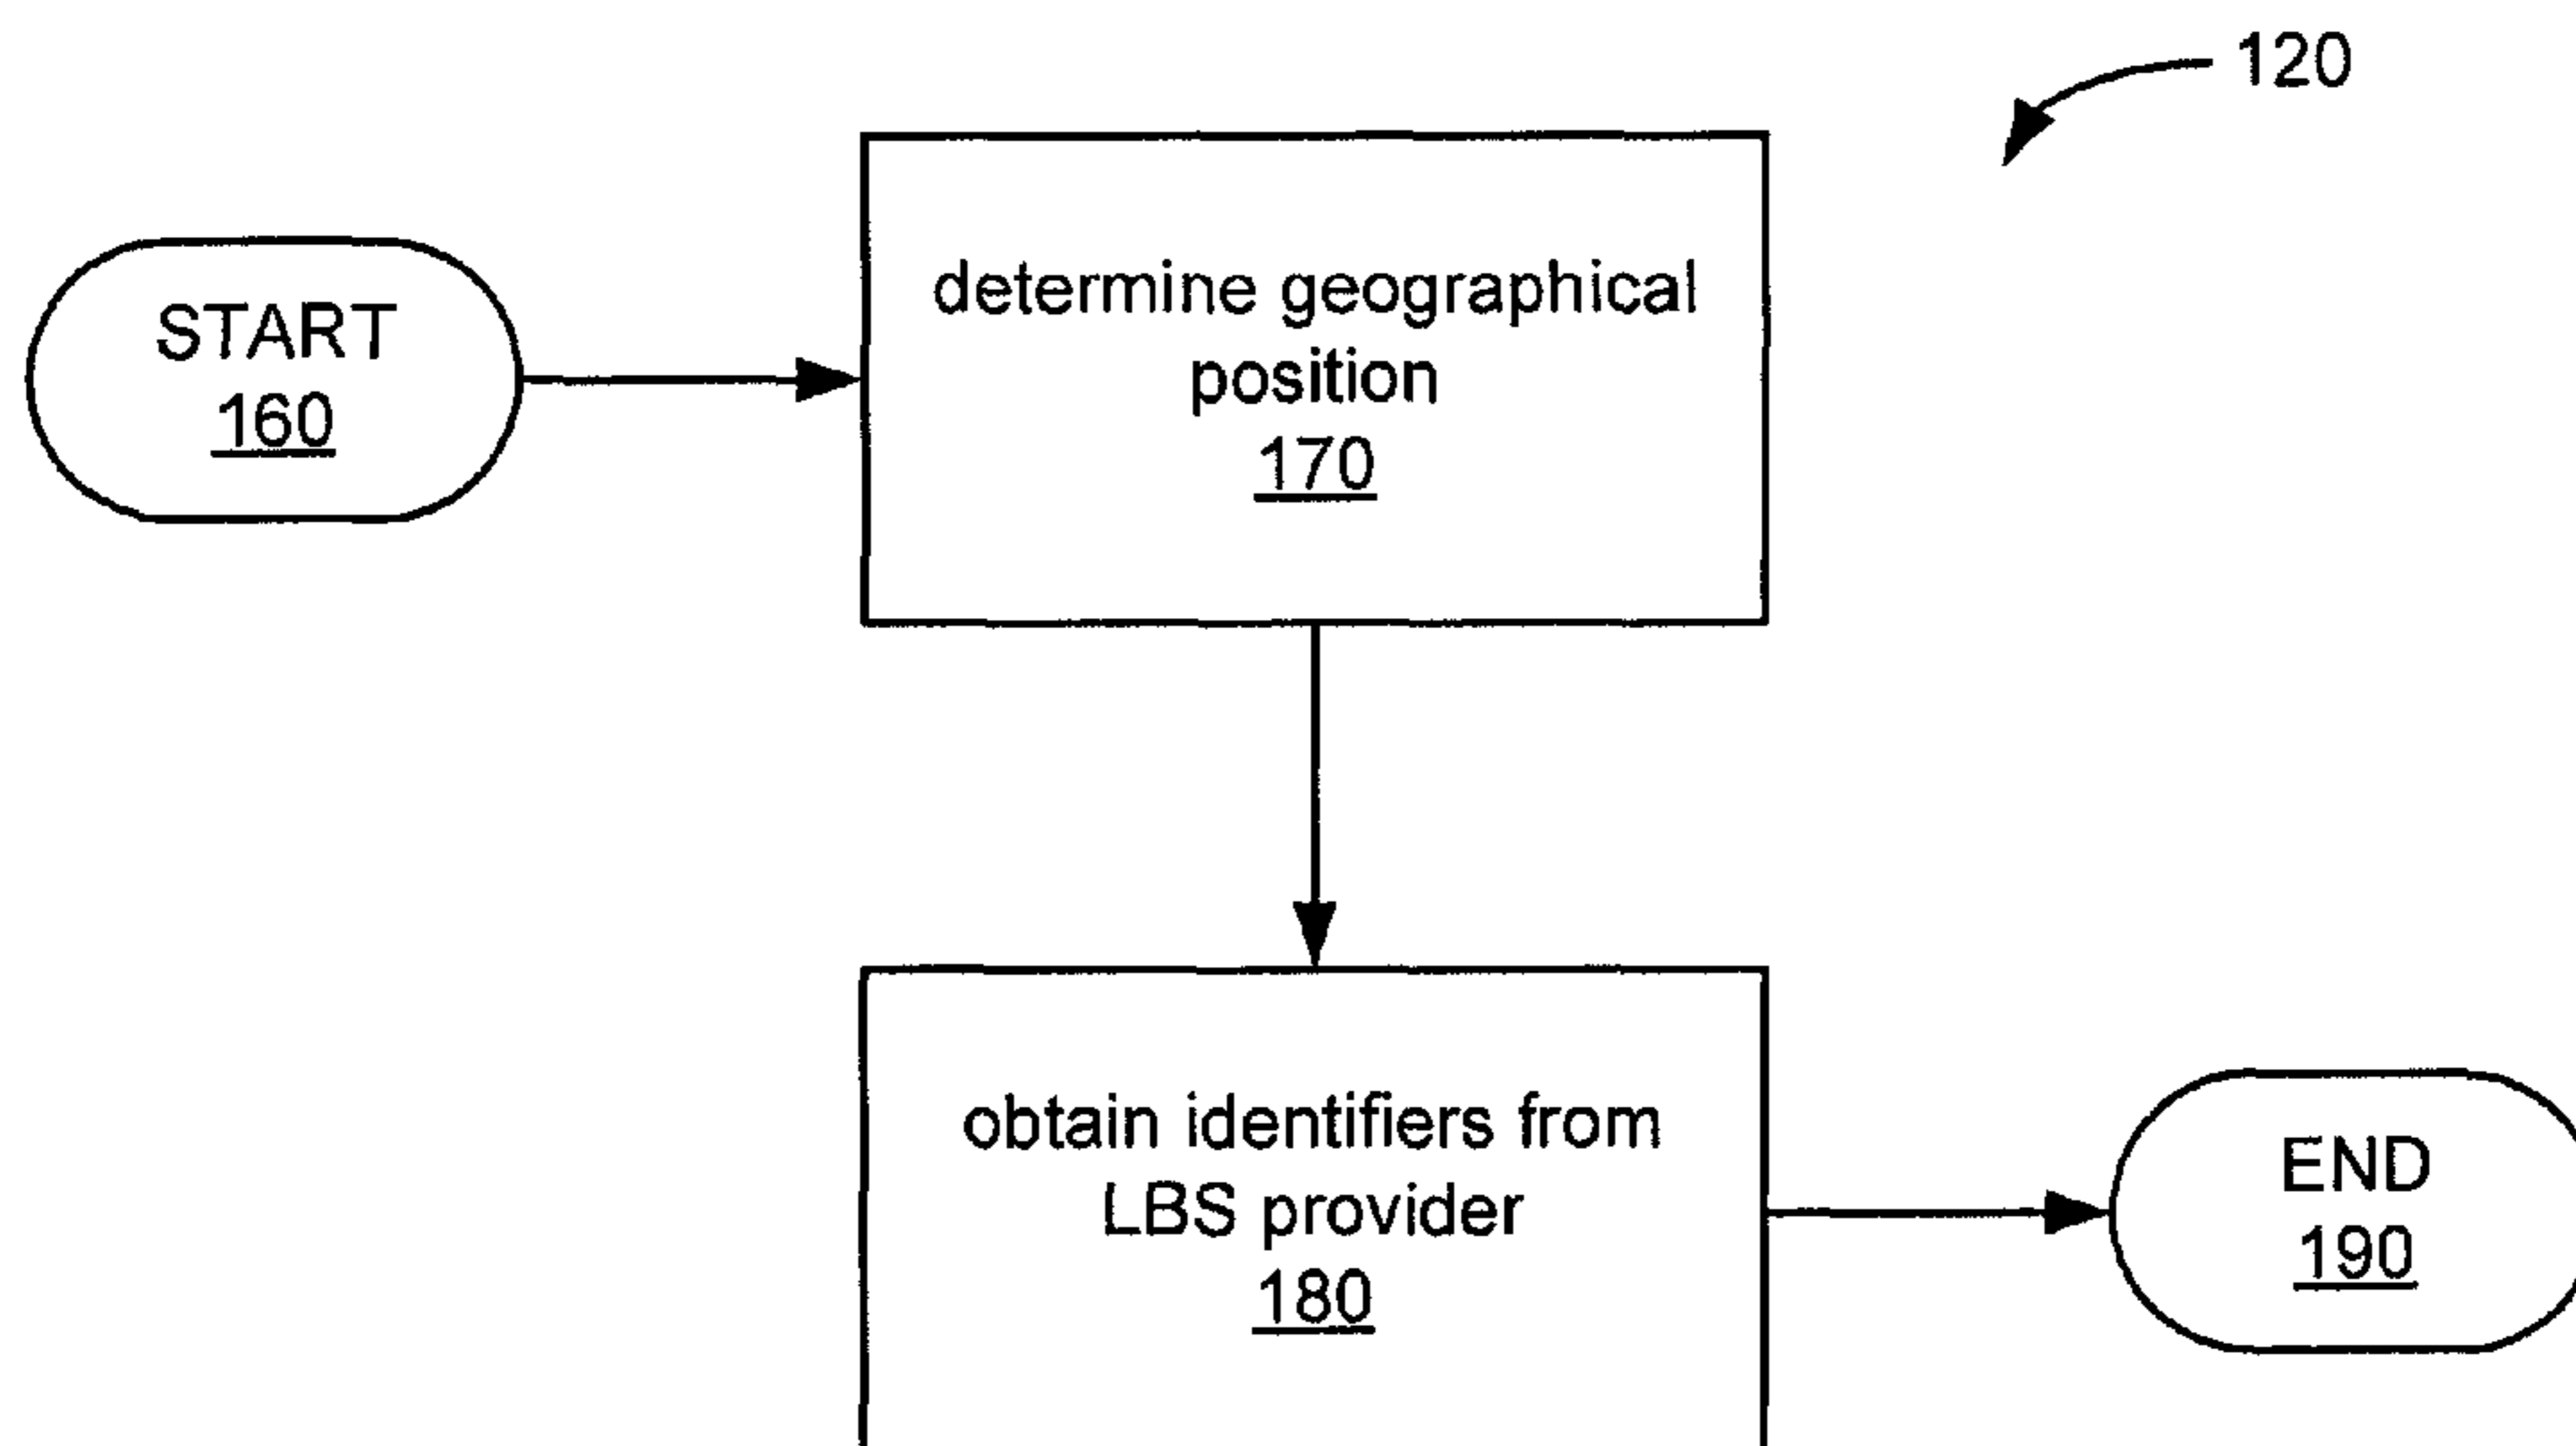 120
START
160
determine geographical
position
170
obtain identifiers from
LBS provider
180
END
190